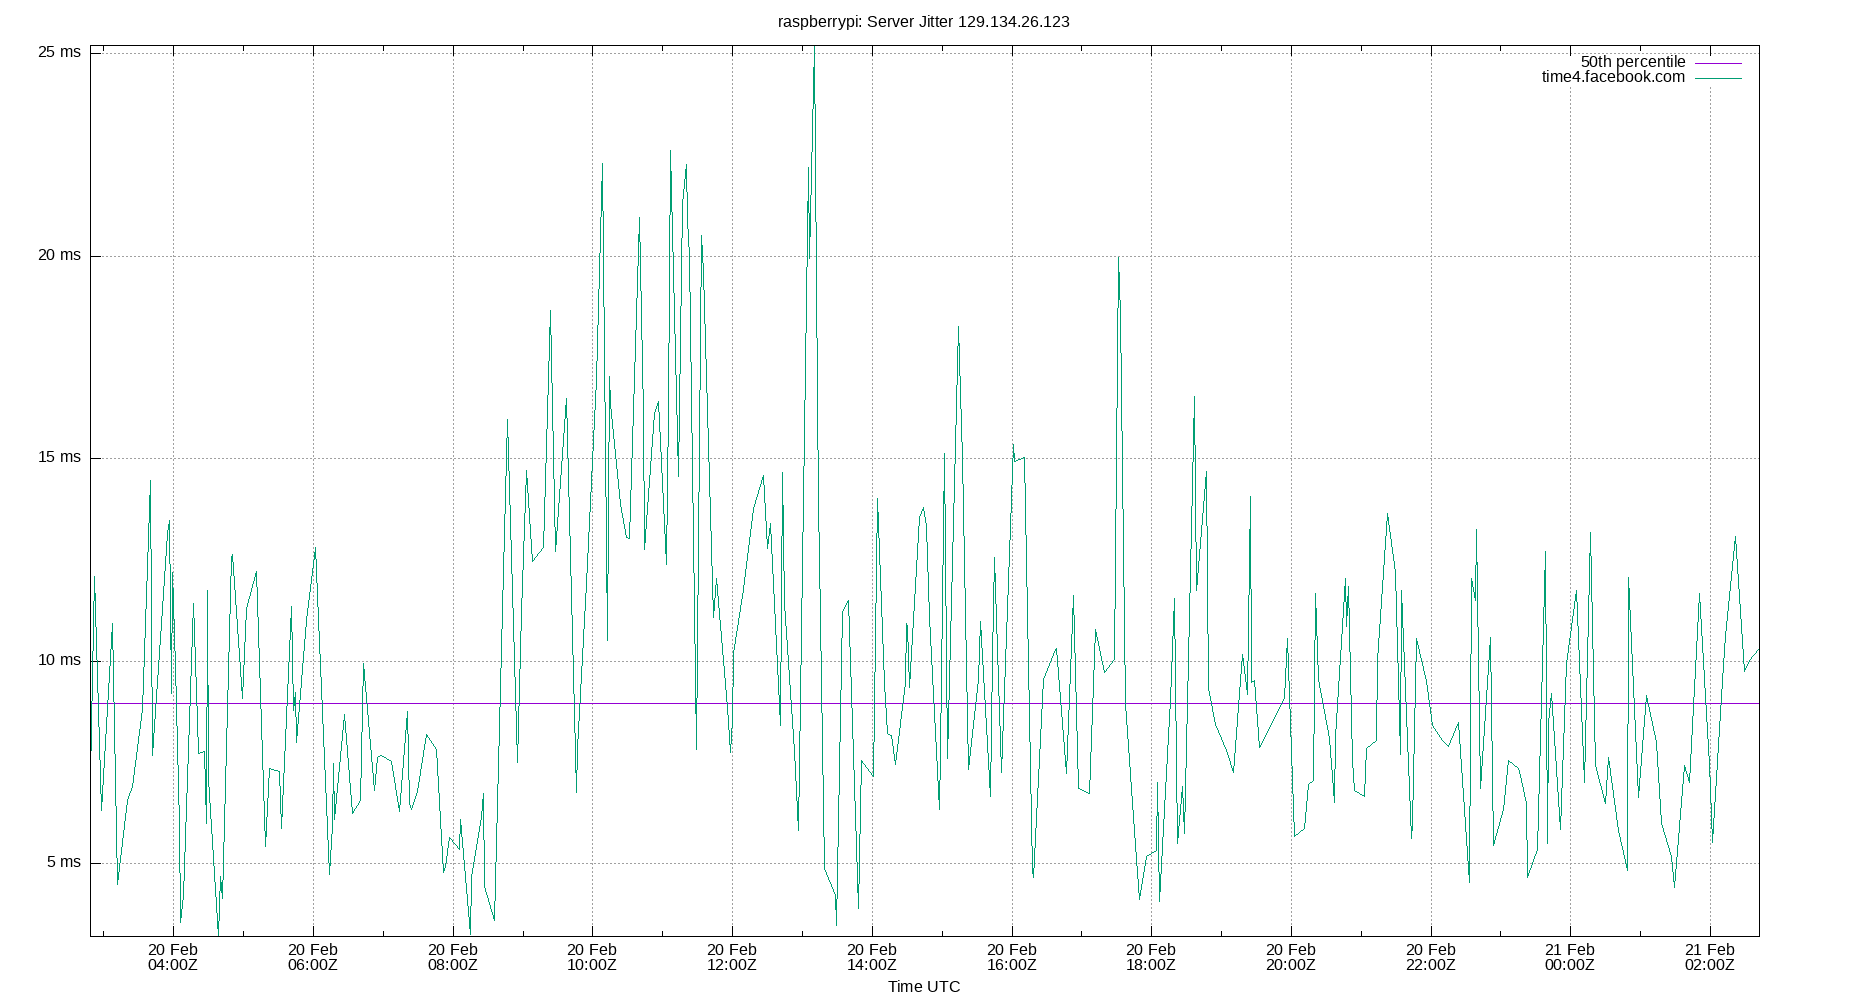 raspberrypi: Server Jitter 129.134.26.123
25 ms
20 ms
15 ms
10 ms
5 ms
50th percentile
time4.facebook.com
20 Feb 20 Feb 20 Feb 20 Feb 20 Feb 20 Feb 20 Feb 20 Feb 20 Feb 20 Feb 21 Feb 21 Feb
04:00Z 06:00Z 08:00Z 10:00Z 12:00Z 14:00Z 16:00Z 18:00Z 20:00Z 22:00Z 00:00Z 02:00Z
Time UTC